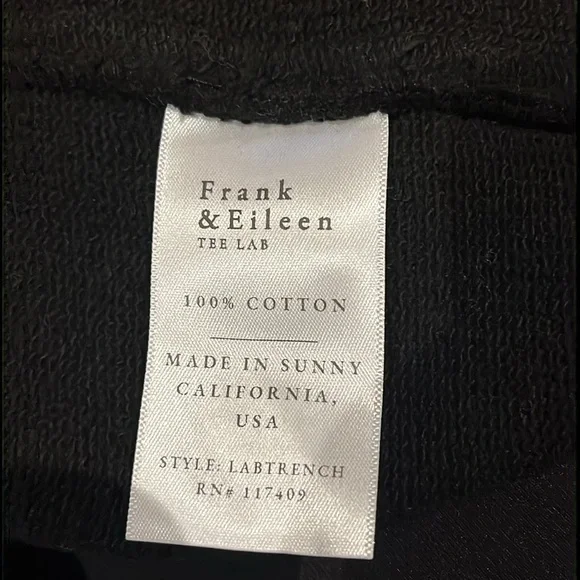 Frank
& Eileen
TEE LAB
100% COTTON
MADE IN SUNNY
CALIFORNIA,
USA
STYLE: LABTRENCH
RN# 117409